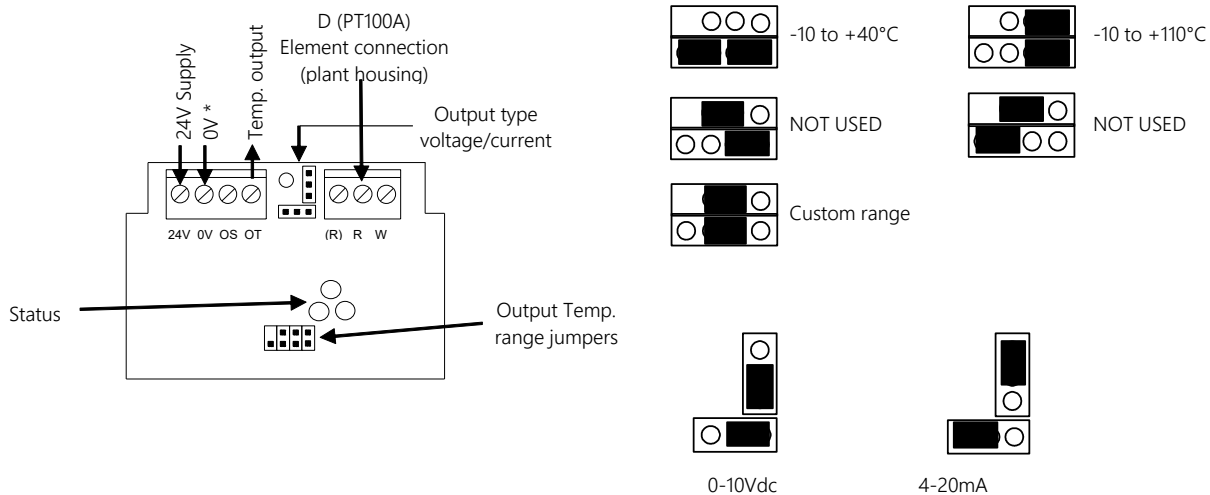 D (PT100A)
Element connection
(plant housing)
24V Supply
0V *
Temp. output
Output type
voltage/current
24V 0V OS OT
(R) R W
Status
Output Temp.
range jumpers
-10 to +40°C
-10 to +110°C
NOT USED
NOT USED
Custom range
0-10Vdc
4-20mA